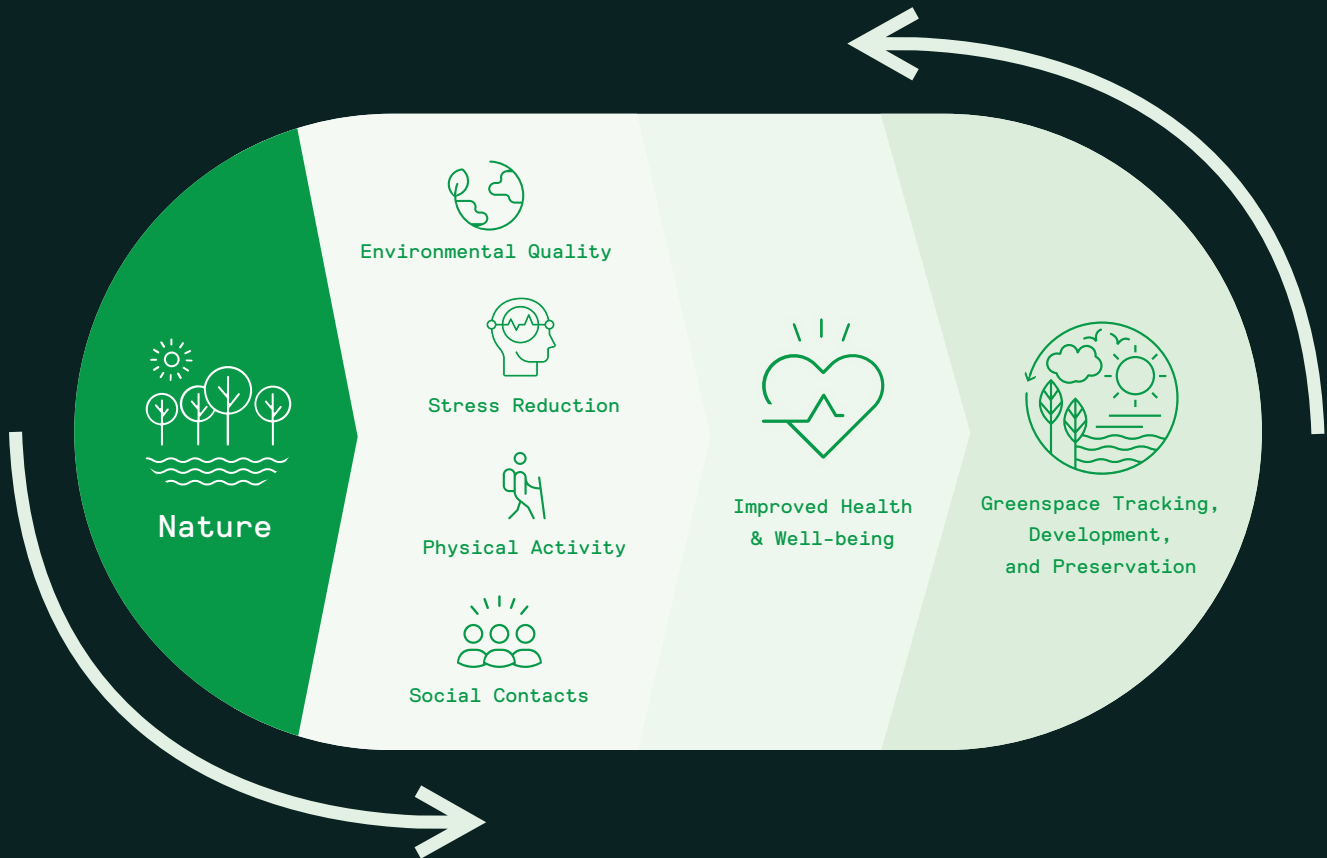 Nature
Environmental Quality
Stress Reduction
Physical Activity
Social Contacts
Improved Health
& Well-being
Greenspace Tracking,
Development,
and Preservation